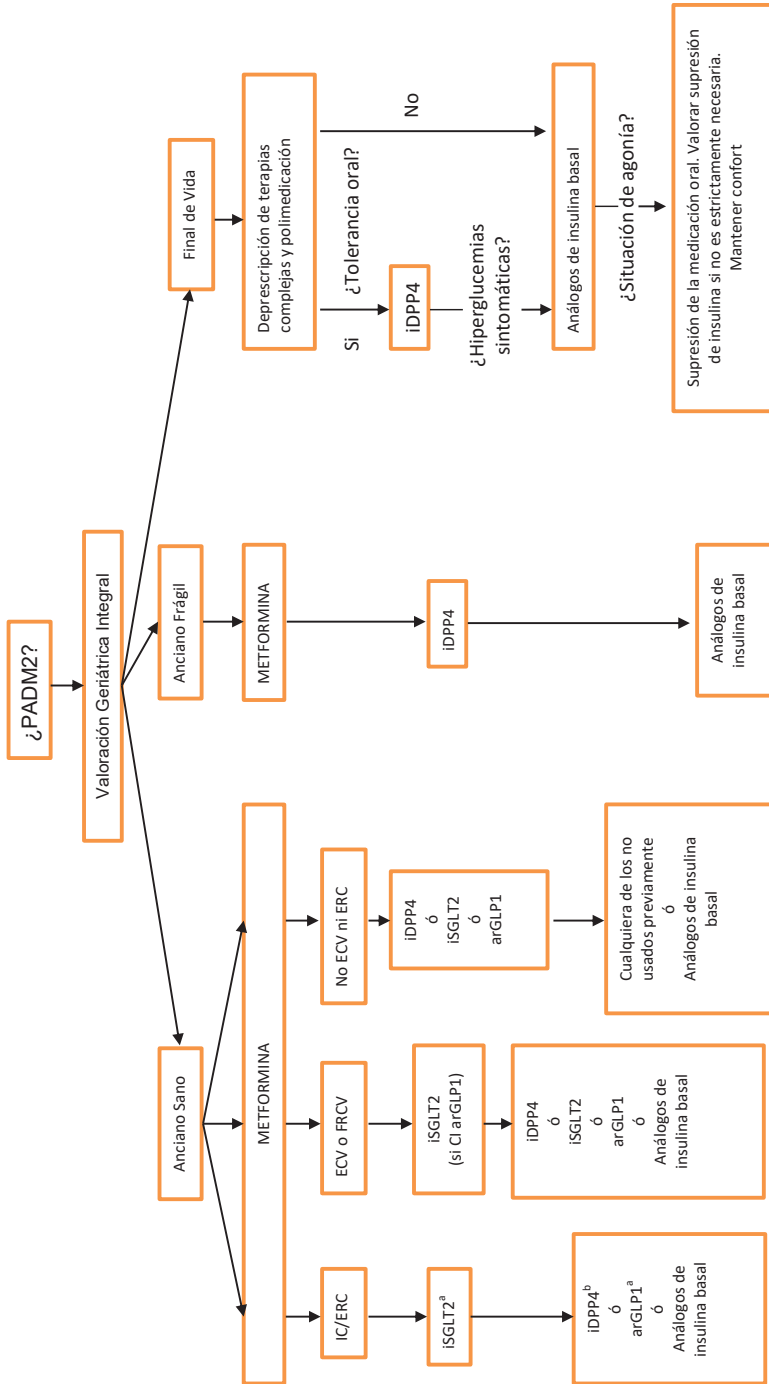 ¿PADM2?
Valoración Geriátrica Integral
Anciano Sano
METFORMINA
IC/ERC
iSGLT2ª
iDPP4ᵇ
ó
arGLP1ª
ó
Análogos de
insulina basal
ECV o FRCV
iSGLT2
(si CI arGLP1)
iDPP4
ó
iSGLT2
ó
arGLP1
ó
Análogos de
insulina basal
No ECV ni ERC
iDPP4
ó
iSGLT2
ó
arGLP1
Cualquiera de los no
usados previamente
ó
Análogos de insulina
basal
Anciano Frágil
METFORMINA
iDPP4
Análogos de
insulina basal
Final de Vida
Deprescripción de terapias
complejas y polimedicación
Si
¿Tolerancia oral?
No
iDPP4
¿Hiperglucemias
sintomáticas?
Análogos de insulina basal
¿Situación de agonía?
Supresión de la medicación oral. Valorar supresión
de insulina si no es estrictamente necesaria.
Mantener confort